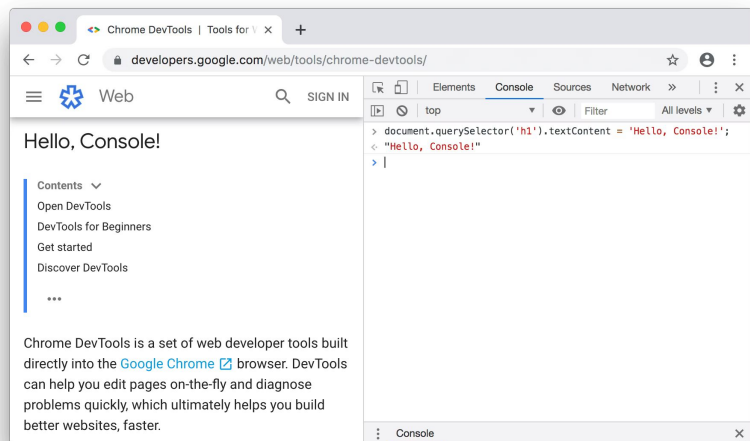 Chrome DevTools | Tools for
developers.google.com/web/tools/chrome-devtools/
Web
SIGN IN
Hello, Console!
Contents
Open DevTools
DevTools for Beginners
Get started
Discover DevTools
Chrome DevTools is a set of web developer tools built
directly into the Google Chrome browser. DevTools
can help you edit pages on-the-fly and diagnose
problems quickly, which ultimately helps you build
better websites, faster.
Elements Console Sources Network »
top Filter All levels ▼
> document.querySelector('h1').textContent = 'Hello, Console!';
"Hello, Console!"
>
Console